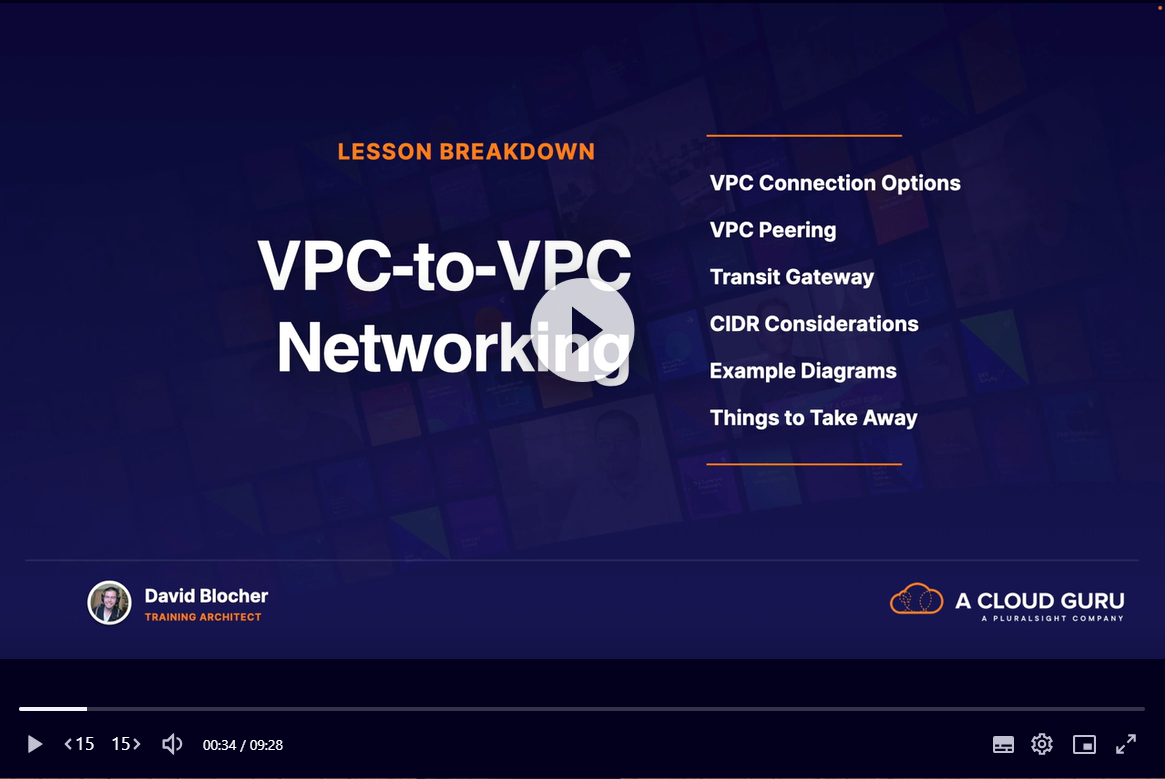 LESSON BREAKDOWN
VPC-to-VPC
Networking
VPC Connection Options
VPC Peering
Transit Gateway
CIDR Considerations
Example Diagrams
Things to Take Away
David Blocher
TRAINING ARCHITECT
A CLOUD GURU
A PLURALSIGHT COMPANY
15 15 00:34 / 09:28